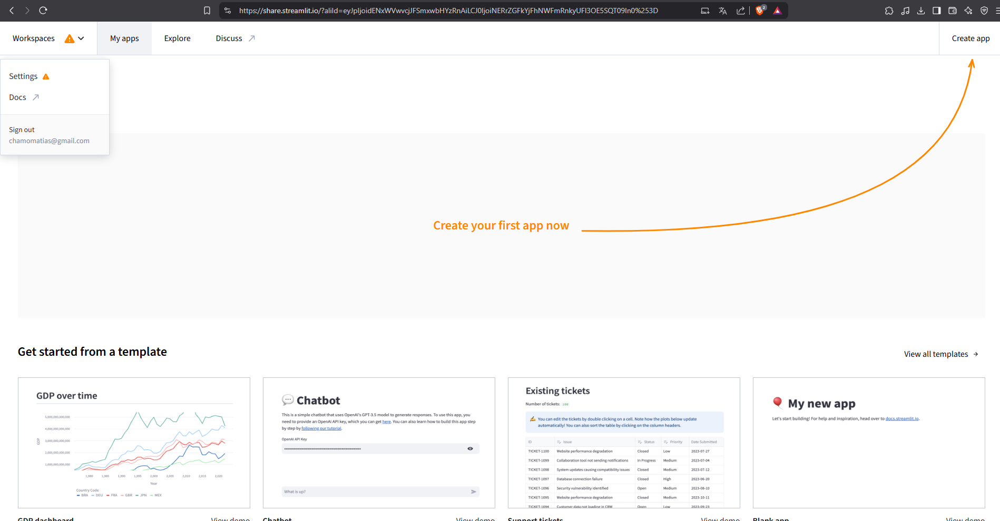 https://share.streamlit.io/?alild=eyJpIjoidENxWVwvcjJFSmxwbHYzRnAiLCJ0IjoiNERrZGFkYjFhNWFmRnkyUFI3OE5SQT09In0%253D
2
Workspaces
My apps
Explore
Discuss
Create app
Settings
Docs
Sign out
chamomatias@gmail.com
Create your first app now
Get started from a template
View all templates
GDP over time
5,000,000,000,000
4,000,000,000,000
3,000,000,000,000
2,000,000,000,000
1,000,000,000,000
GDP
1,980 1,985 1,990 1,995 2,000 2,005 2,010 2,015 2,020
Year
Country Code
BRA DEU FRA GBR JPN MEX
Chatbot
This is a simple chatbot that uses OpenAI's GPT-3.5 model to generate responses. To use this app, you
need to provide an OpenAI API key, which you can get here. You can also learn how to build this app step
by step by following our tutorial.
OpenAI API Key
What is up?
Existing tickets
Number of tickets: 100
You can edit the tickets by double clicking on a cell. Note how the plots below update
automatically! You can also sort the table by clicking on the column headers.
ID Issue Status Priority Date Submitted
TICKET-1100 Website performance degradation Closed Low 2023-07-27
TICKET-1099 Collaboration tool not sending notifications In Progress Medium 2023-07-04
TICKET-1098 System updates causing compatibility issues Closed Medium 2023-07-12
TICKET-1097 Database connection failure Closed High 2023-06-20
TICKET-1096 Security vulnerability identified Open Medium 2023-08-10
TICKET-1095 Website performance degradation Closed Medium 2023-10-11
TICKET-1094 Customer data not loading in CRM Open Low 2023-09-23
My new app
Let's start building! For help and inspiration, head over to docs.streamlit.io.
GDP dashboard View demo
Chatbot View demo
Support tickets View demo
Blank app View demo